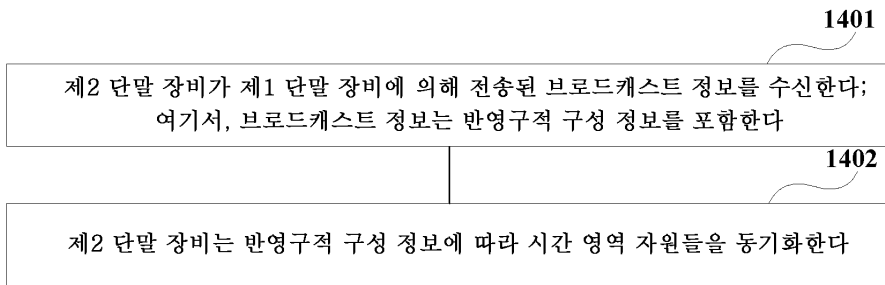 1401
제2 단말 장비가 제1 단말 장비에 의해 전송된 브로드캐스트 정보를 수신한다;
여기서, 브로드캐스트 정보는 반영구적 구성 정보를 포함한다
1402
제2 단말 장비는 반영구적 구성 정보에 따라 시간 영역 자원들을 동기화한다